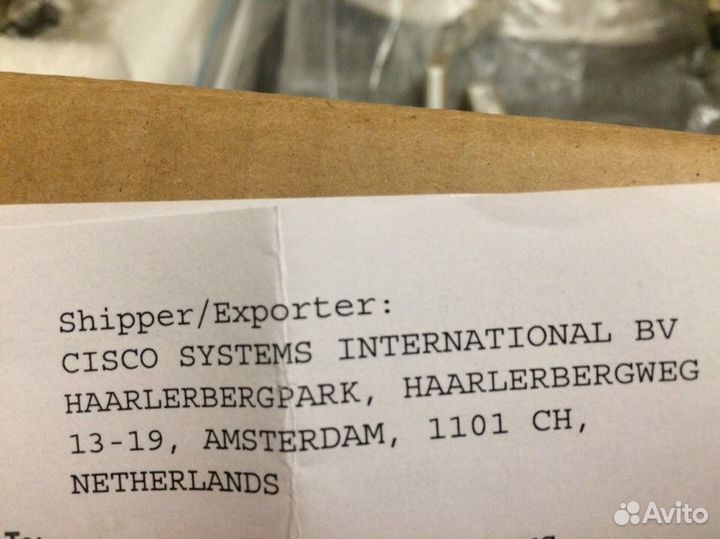 Shipper/Exporter:
CISCO SYSTEMS INTERNATIONAL BV
HAARLERBERGPARK, HAARLERBERGWEG
13-19, AMSTERDAM, 1101 CH,
NETHERLANDS
Avito